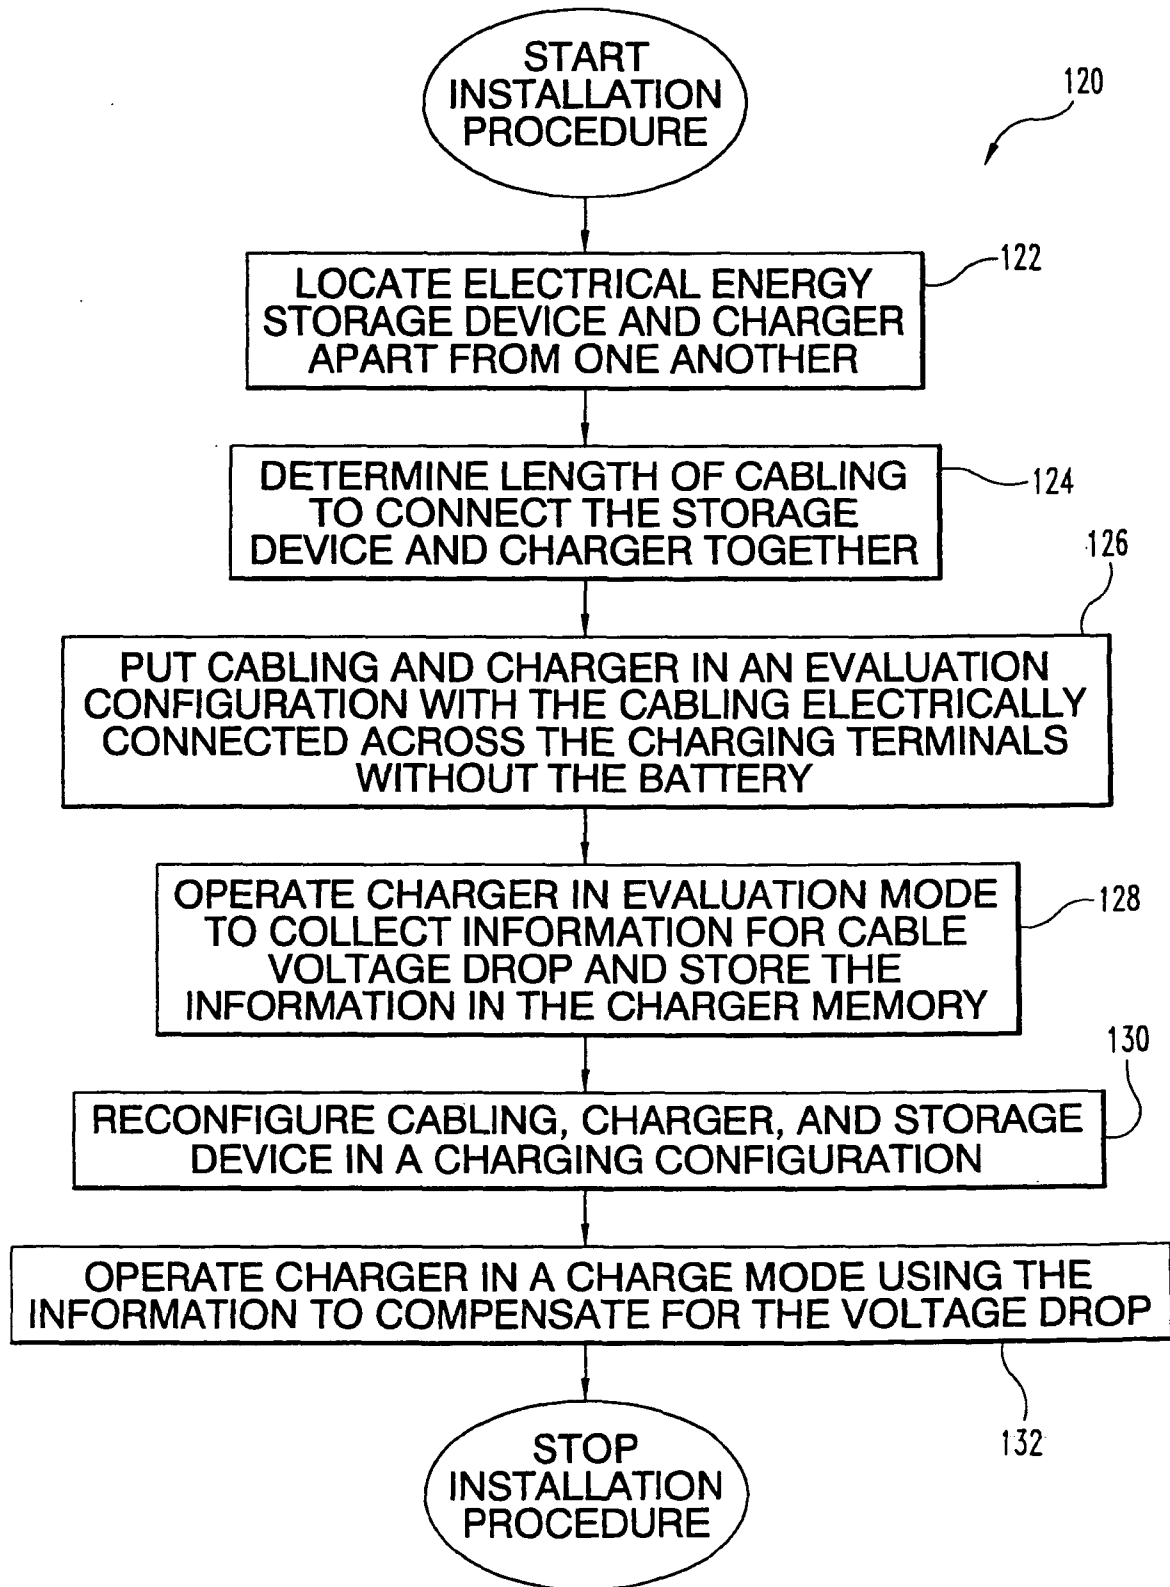 START
INSTALLATION
PROCEDURE
120
LOCATE ELECTRICAL ENERGY
STORAGE DEVICE AND CHARGER
APART FROM ONE ANOTHER
122
DETERMINE LENGTH OF CABLING
TO CONNECT THE STORAGE
DEVICE AND CHARGER TOGETHER
124
126
PUT CABLING AND CHARGER IN AN EVALUATION
CONFIGURATION WITH THE CABLING ELECTRICALLY
CONNECTED ACROSS THE CHARGING TERMINALS
WITHOUT THE BATTERY
OPERATE CHARGER IN EVALUATION MODE
TO COLLECT INFORMATION FOR CABLE
VOLTAGE DROP AND STORE THE
INFORMATION IN THE CHARGER MEMORY
128
130
RECONFIGURE CABLING, CHARGER, AND STORAGE
DEVICE IN A CHARGING CONFIGURATION
OPERATE CHARGER IN A CHARGE MODE USING THE
INFORMATION TO COMPENSATE FOR THE VOLTAGE DROP
132
STOP
INSTALLATION
PROCEDURE